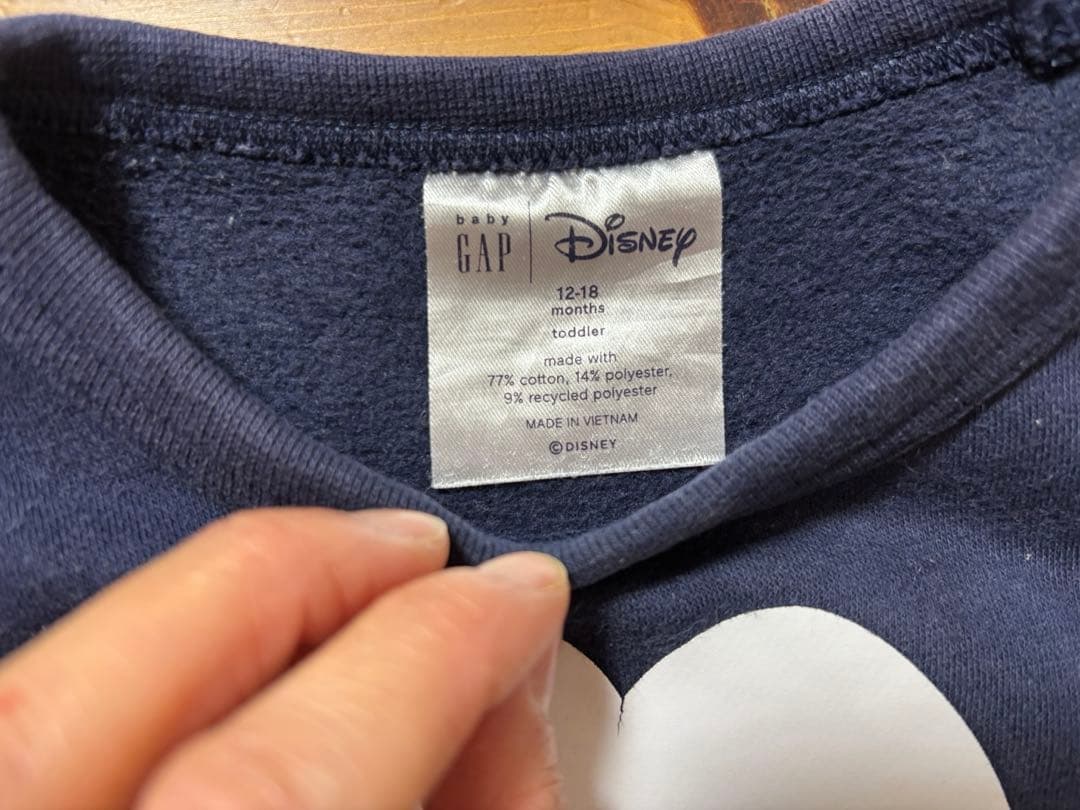 baby
GAP
Disney
12-18
months
toddler
made with
77% cotton, 14% polyester,
9% recycled polyester
MADE IN VIETNAM
©DISNEY